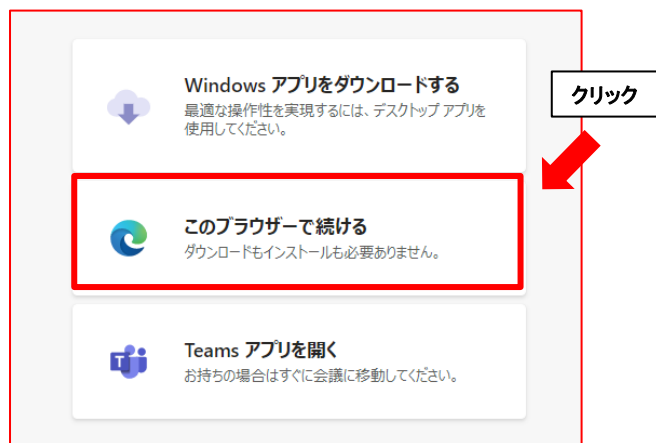 Windows アプリをダウンロードする
最適な操作性を実現するには、デスクトップ アプリを
使用してください。
クリック
このブラウザーで続ける
ダウンロードもインストールも必要ありません。
Teams アプリを開く
お持ちの場合はすぐに会議に移動してください。